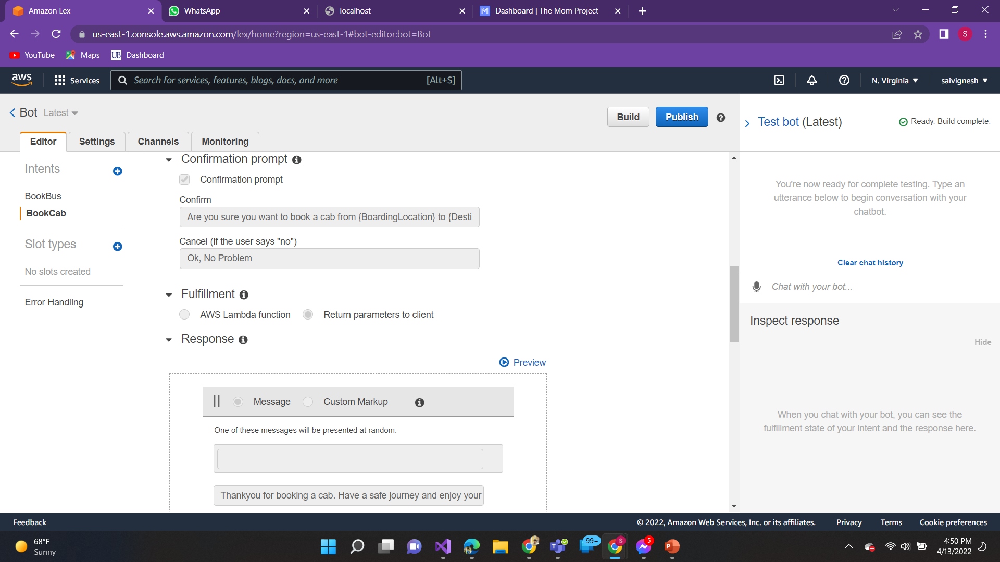 Amazon Lex
WhatsApp
localhost
M Dashboard | The Mom Project
us-east-1.console.aws.amazon.com/lex/home?region=us-east-1#bot-editor:bot=Bot
S
YouTube
Maps
UB Dashboard
aws
Services
Search for services, features, blogs, docs, and more [Alt+S]
N. Virginia
saivignesh
Bot Latest
Build
Publish
Test bot (Latest)
Ready. Build complete.
Editor
Settings
Channels
Monitoring
Intents
BookBus
BookCab
Slot types
No slots created
Error Handling
Confirmation prompt
Confirmation prompt
Confirm
Are you sure you want to book a cab from {BoardingLocation} to {Desti
Cancel (if the user says "no")
Ok, No Problem
Fulfillment
AWS Lambda function
Return parameters to client
Response
Preview
Message
Custom Markup
One of these messages will be presented at random.
Thankyou for booking a cab. Have a safe journey and enjoy your
You're now ready for complete testing. Type an
utterance below to begin conversation with your
chatbot.
Clear chat history
Chat with your bot...
Inspect response
Hide
When you chat with your bot, you can see the
fulfillment state of your intent and the response here.
Feedback
© 2022, Amazon Web Services, Inc. or its affiliates.
Privacy
Terms
Cookie preferences
68°F
Sunny
99+
S
5
4:50 PM
4/13/2022